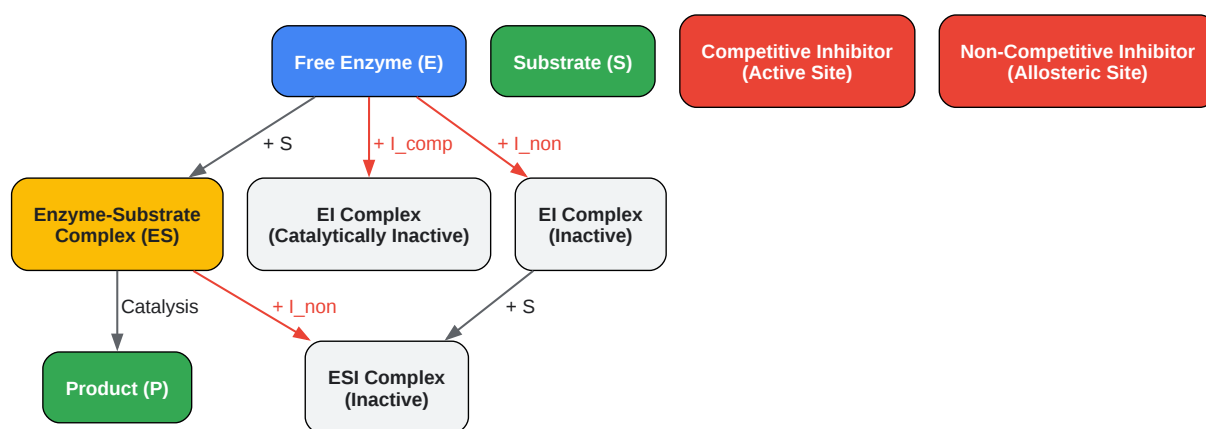 Free Enzyme (E)
Substrate (S)
Competitive Inhibitor
(Active Site)
Non-Competitive Inhibitor
(Allosteric Site)
+ S
+ I_comp
+ I_non
Enzyme-Substrate
Complex (ES)
EI Complex
(Catalytically Inactive)
EI Complex
(Inactive)
Catalysis
+ I_non
+ S
Product (P)
ESI Complex
(Inactive)